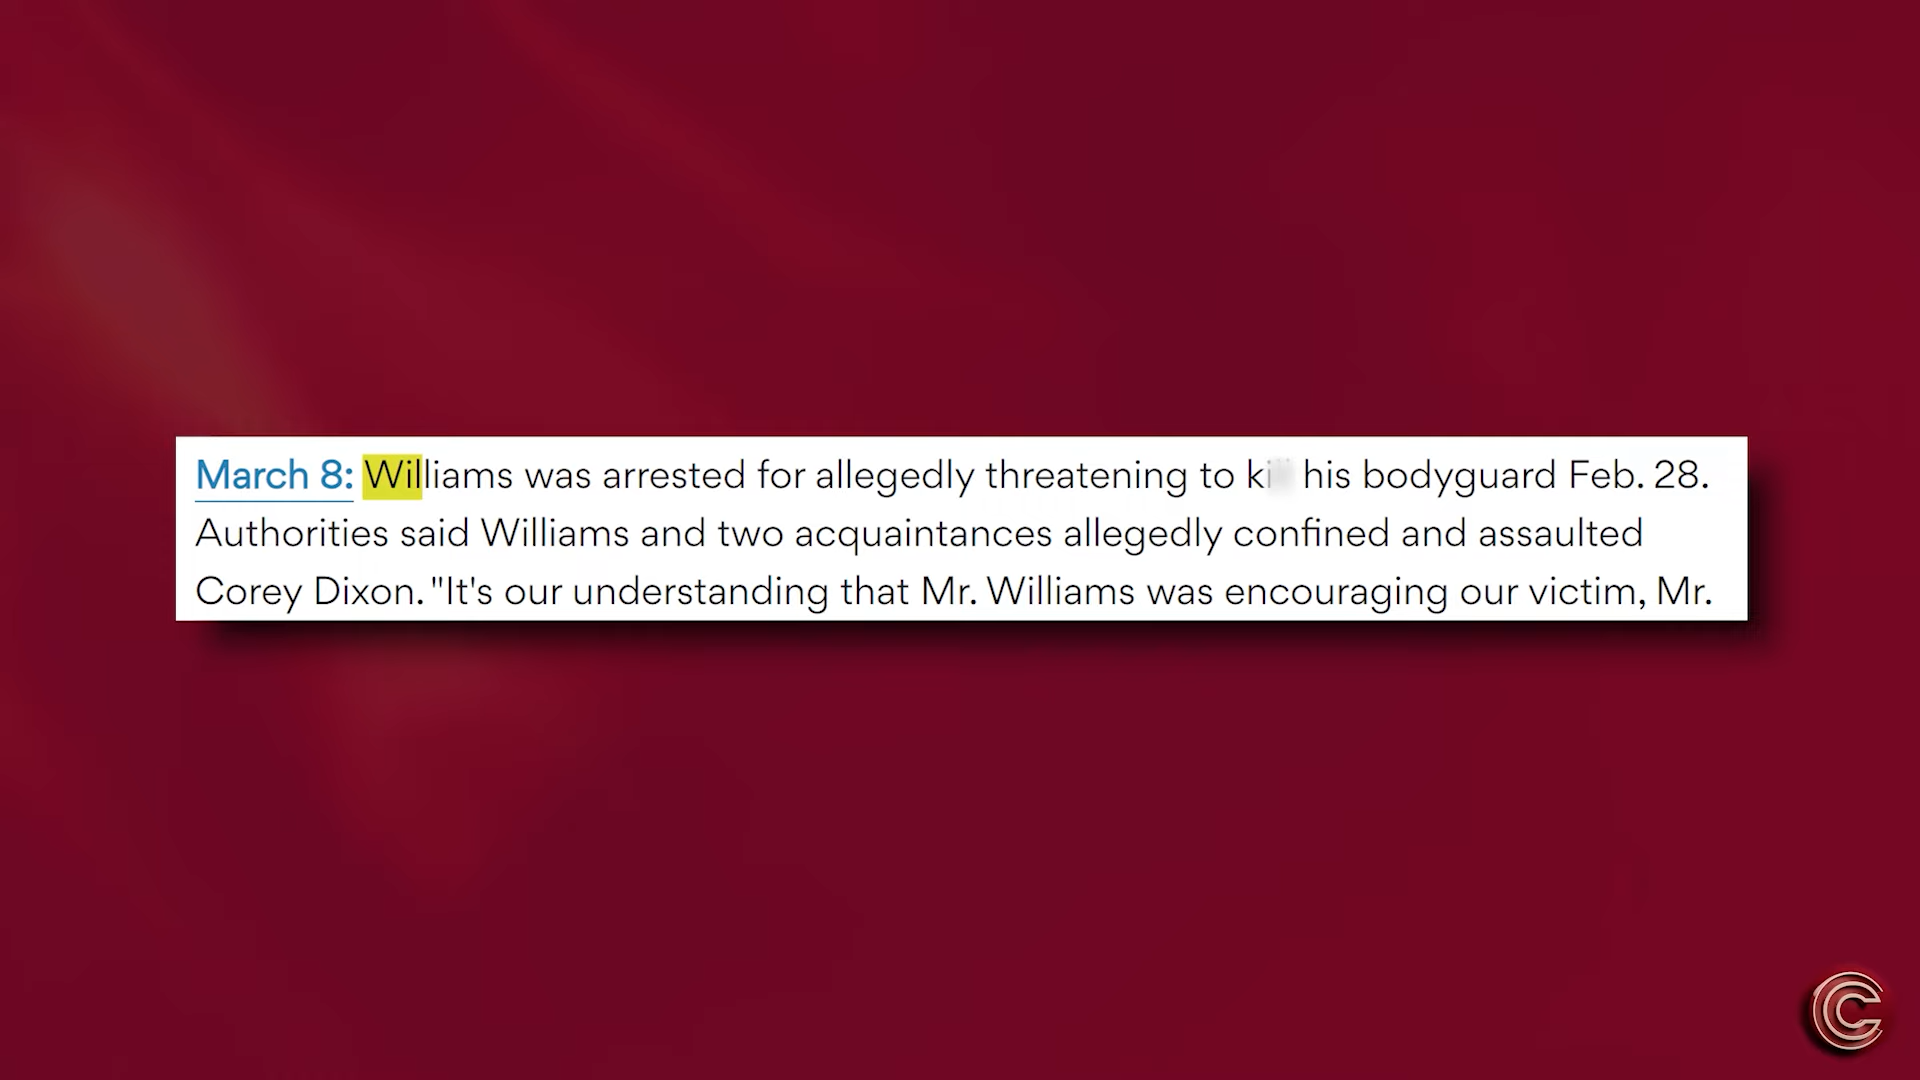 March 8: Williams was arrested for allegedly threatening to his bodyguard Feb. 28.
Authorities said Williams and two acquaintances allegedly confined and assaulted
Corey Dixon. "It's our understanding that Mr. Williams was encouraging our victim, Mr.